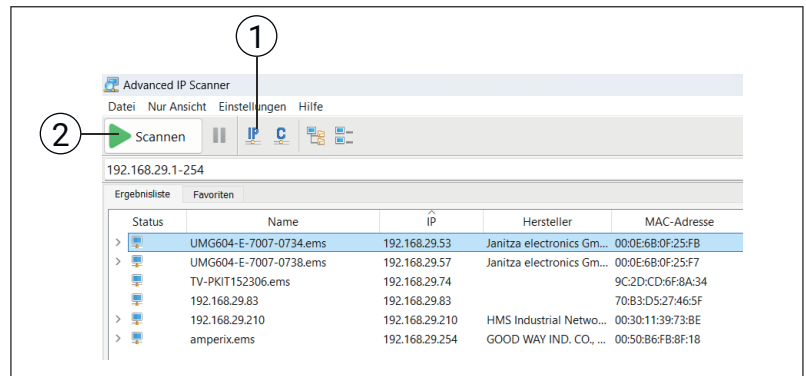 1
Advanced IP Scanner
Datei Nur Ansicht Einstellungen Hilfe
2 Scannen IP C
192.168.29.1-254
Ergebnisliste Favoriten
Status Name IP Hersteller MAC-Adresse
UMG604-E-7007-0734.ems 192.168.29.53 Janitza electronics Gm... 00:0E:6B:0F:25:FB
UMG604-E-7007-0738.ems 192.168.29.57 Janitza electronics Gm... 00:0E:6B:0F:25:F7
TV-PKIT152306.ems 192.168.29.74 9C:2D:CD:6F:8A:34
192.168.29.83 192.168.29.83 70:B3:D5:27:46:5F
192.168.29.210 192.168.29.210 HMS Industrial Netwo... 00:30:11:39:73:BE
amperix.ems 192.168.29.254 GOOD WAY IND. CO., ... 00:50:B6:FB:8F:18